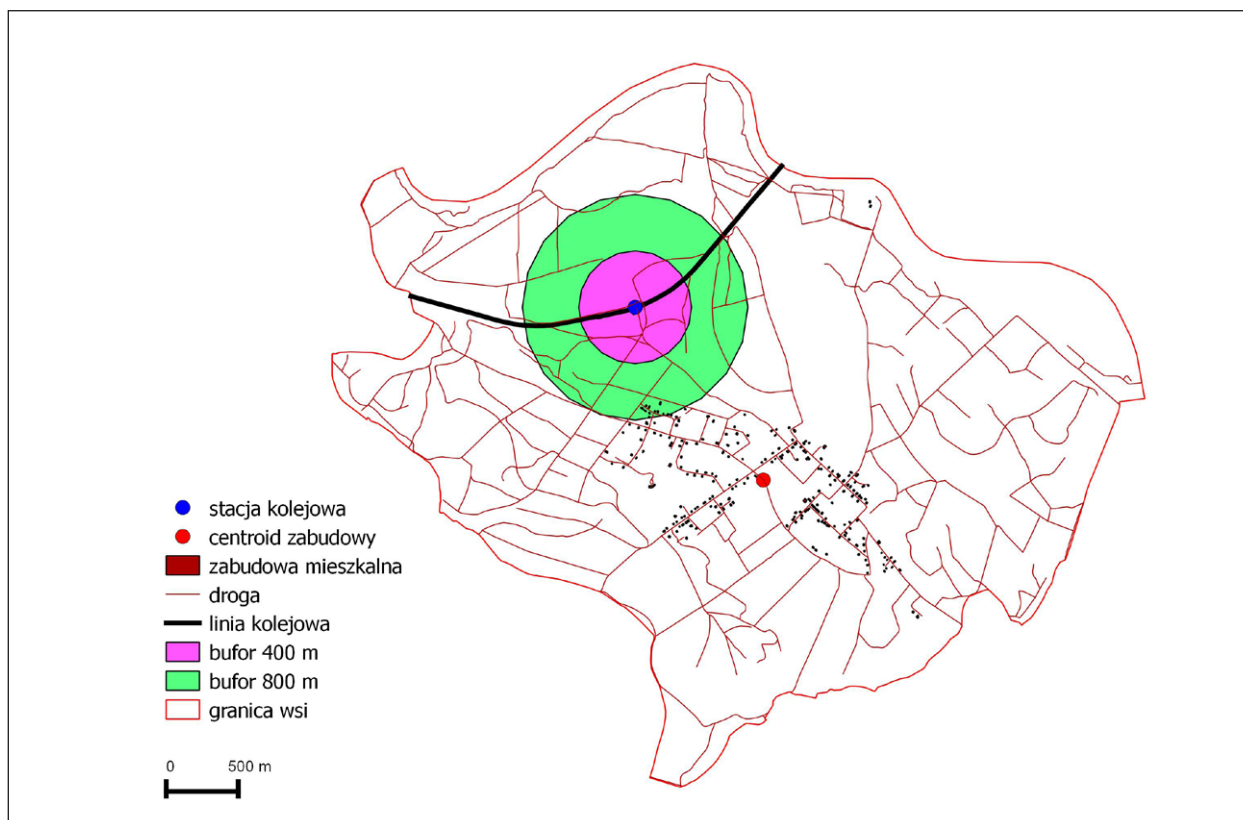 stacja kolejowa
centroid zabudowy
zabudowa mieszkalna
droga
linia kolejowa
bufor 400 m
bufor 800 m
granica wsi
0 500 m